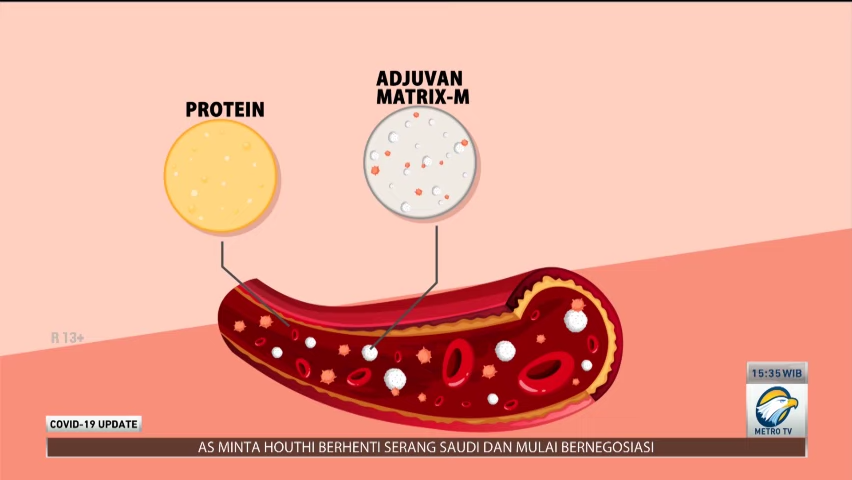 PROTEIN
ADJUVAN
MATRIX-M
R 13+
15:35 WIB
METRO TV
COVID-19 UPDATE
AS MINTA HOUTHI BERHENTI SERANG SAUDI DAN MULAI BERNEGOSIASI